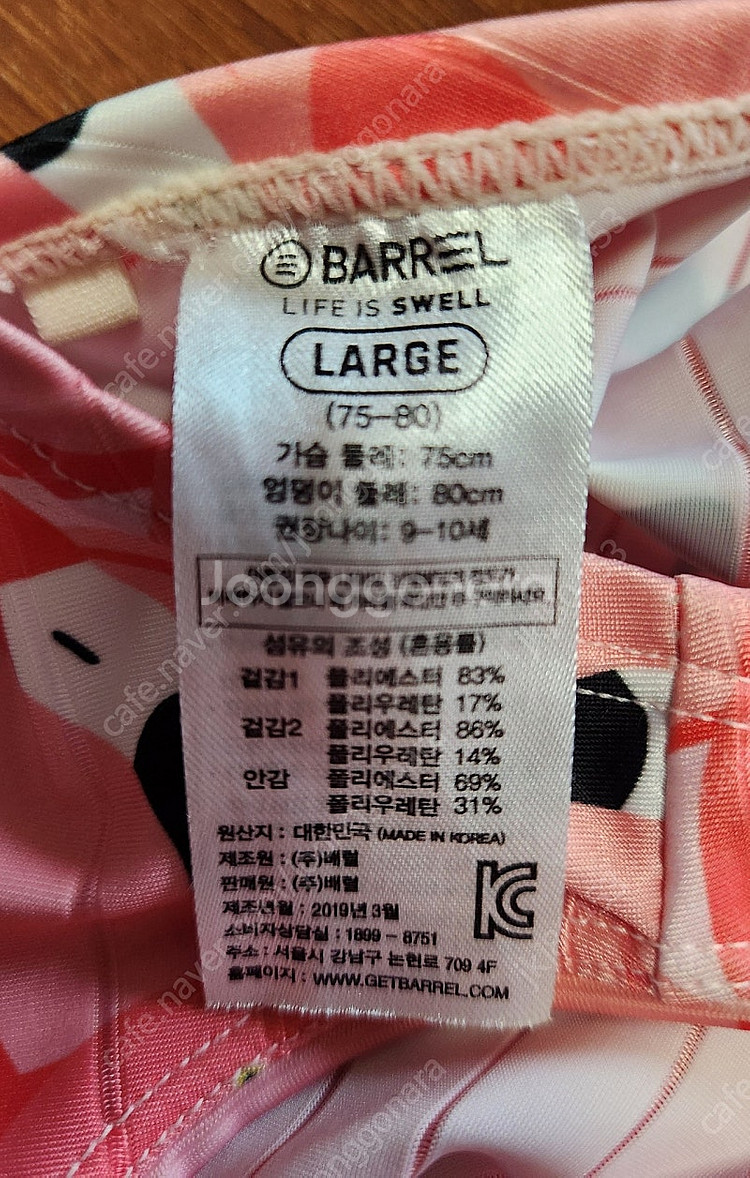 BARREL
LIFE IS SWELL
LARGE
(75-80)
가슴 둘레: 75cm
엉덩이 둘레: 80cm
권장나이: 9-10세
Joonggonara
섬유의 조성 (혼용률)
겉감1 폴리에스터 83%
폴리우레탄 17%
겉감2 폴리에스터 86%
폴리우레탄 14%
안감 폴리에스터 69%
폴리우레탄 31%
원산지 : 대한민국 (MADE IN KOREA)
제조원 : (주)배럴
판매원 : (주)배럴
제조년월 : 2019년 3월
소비자상담실 : 1899 - 8751
주소 : 서울시 강남구 논현로 709 4F
홈페이지 : WWW.GETBARREL.COM